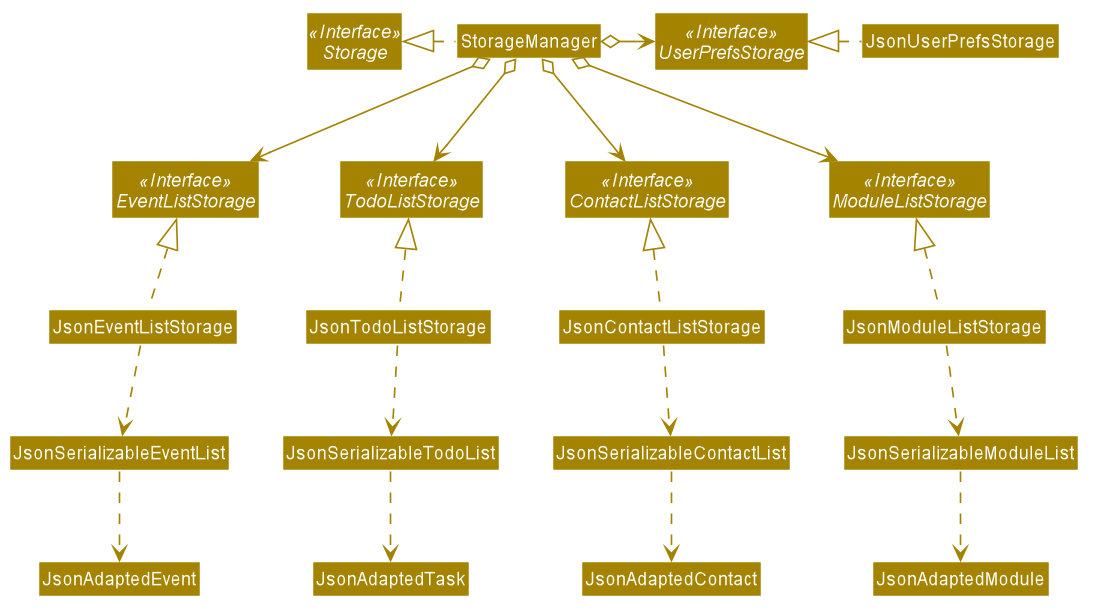 «Interface»
Storage
StorageManager
«Interface»
UserPrefsStorage
JsonUserPrefsStorage
«Interface»
EventListStorage
«Interface»
TodoListStorage
«Interface»
ContactListStorage
«Interface»
ModuleListStorage
JsonEventListStorage
JsonTodoListStorage
JsonContactListStorage
JsonModuleListStorage
JsonSerializableEventList
JsonSerializableTodoList
JsonSerializableContactList
JsonSerializableModuleList
JsonAdaptedEvent
JsonAdaptedTask
JsonAdaptedContact
JsonAdaptedModule